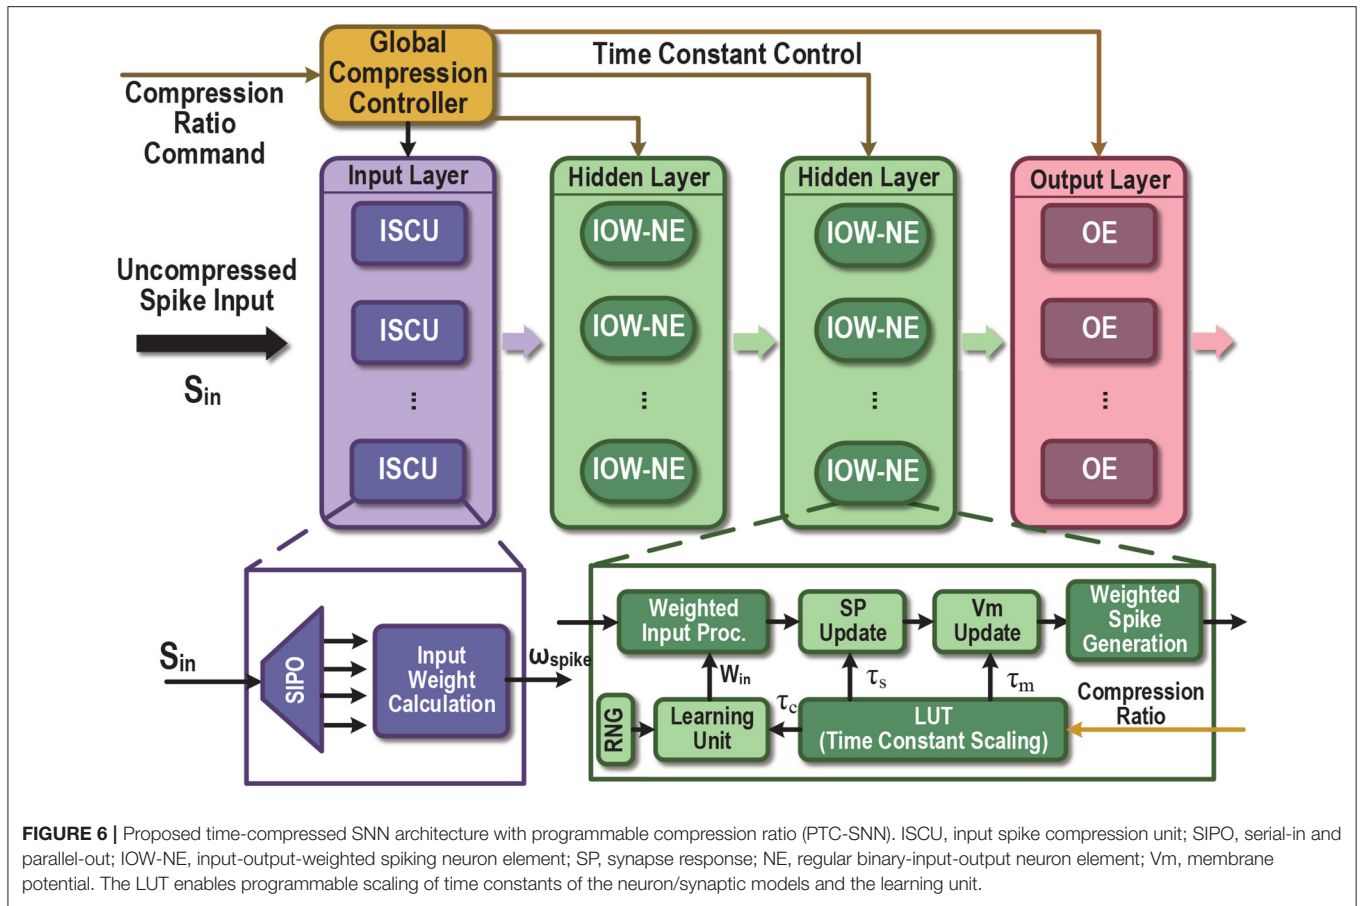 Global
Compression
Controller
Time Constant Control
Compression
Ratio
Command
Input Layer
Hidden Layer
Hidden Layer
Output Layer
ISCU
IOW-NE
IOW-NE
OE
Uncompressed
Spike Input
ISCU
IOW-NE
IOW-NE
OE
Sin
...
...
...
...
ISCU
IOW-NE
IOW-NE
OE
Sin
SIPO
Input
Weight
Calculation
ωspike
Weighted
Input Proc.
SP
Update
Vm
Update
Weighted
Spike
Generation
Win
τs
τm
RNG
Learning
Unit
τc
LUT
(Time Constant Scaling)
Compression
Ratio
FIGURE 6 | Proposed time-compressed SNN architecture with programmable compression ratio (PTC-SNN). ISCU, input spike compression unit; SIPO, serial-in and
parallel-out; IOW-NE, input-output-weighted spiking neuron element; SP, synapse response; NE, regular binary-input-output neuron element; Vm, membrane
potential. The LUT enables programmable scaling of time constants of the neuron/synaptic models and the learning unit.